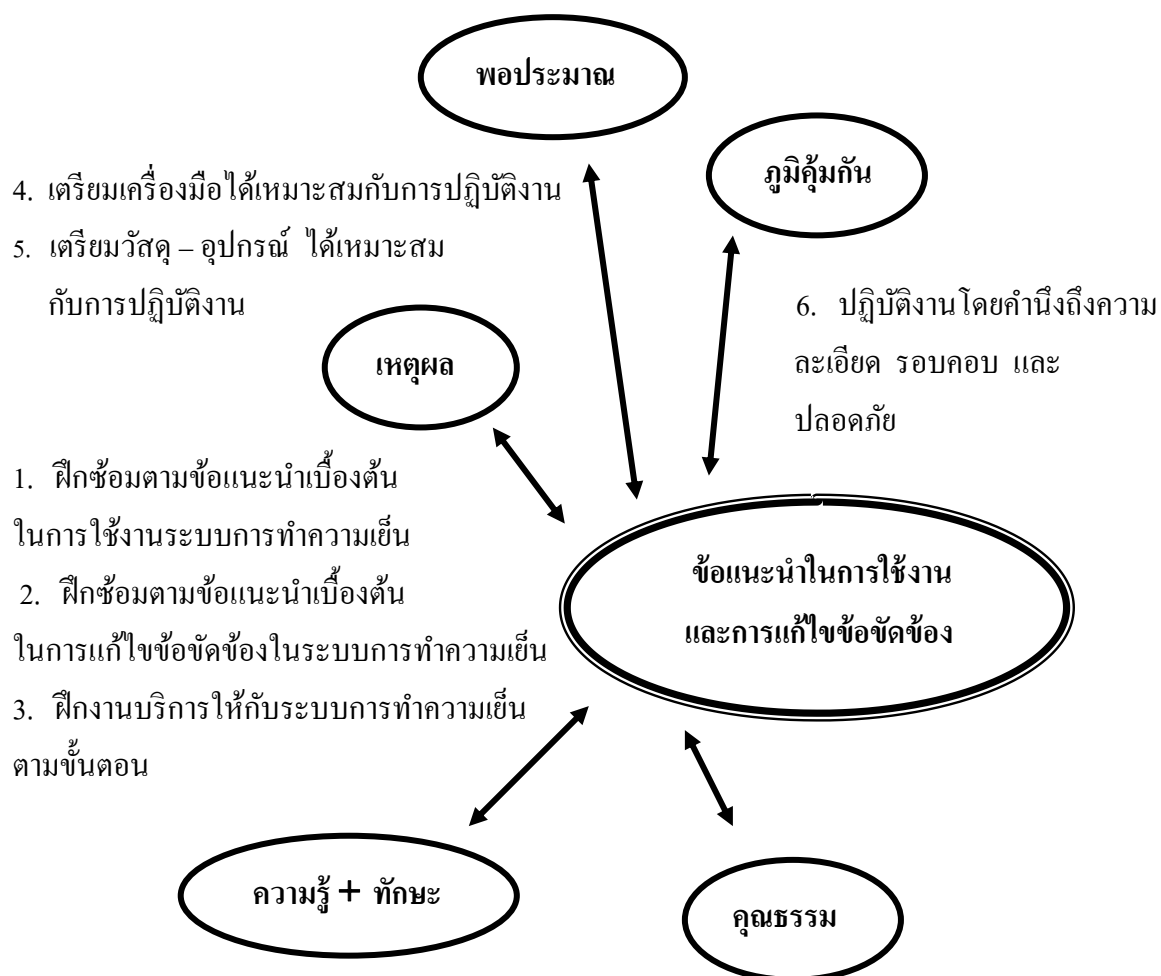 พอประมาณ
ภูมิคุ้มกัน
4. เตรียมเครื่องมือได้เหมาะสมกับการปฏิบัติงาน
5. เตรียมวัสดุ – อุปกรณ์ ได้เหมาะสม
กับการปฏิบัติงาน
6. ปฏิบัติงานโดยคำนึงถึงความ
ละเอียด รอบคอบ และ
ปลอดภัย
เหตุผล
1. ฝึกซ้อมตามข้อแนะนำเบื้องต้น
ในการใช้งานระบบการทำความเย็น
2. ฝึกซ้อมตามข้อแนะนำเบื้องต้น
ในการแก้ไขข้อขัดข้องในระบบการทำความเย็น
3. ฝึกงานบริการให้กับระบบการทำความเย็น
ตามขั้นตอน
ข้อแนะนำในการใช้งาน
และการแก้ไขข้อขัดข้อง
ความรู้ + ทักษะ
คุณธรรม